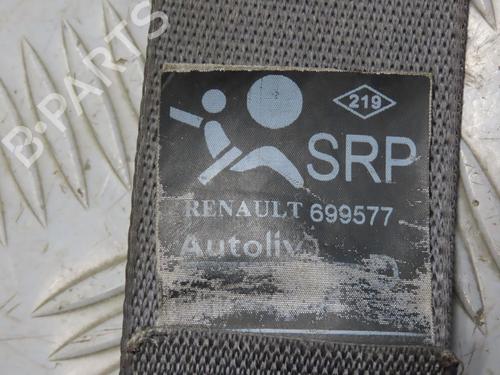 B-PARTS
219
SRP
RENAULT 699577
Autoliv